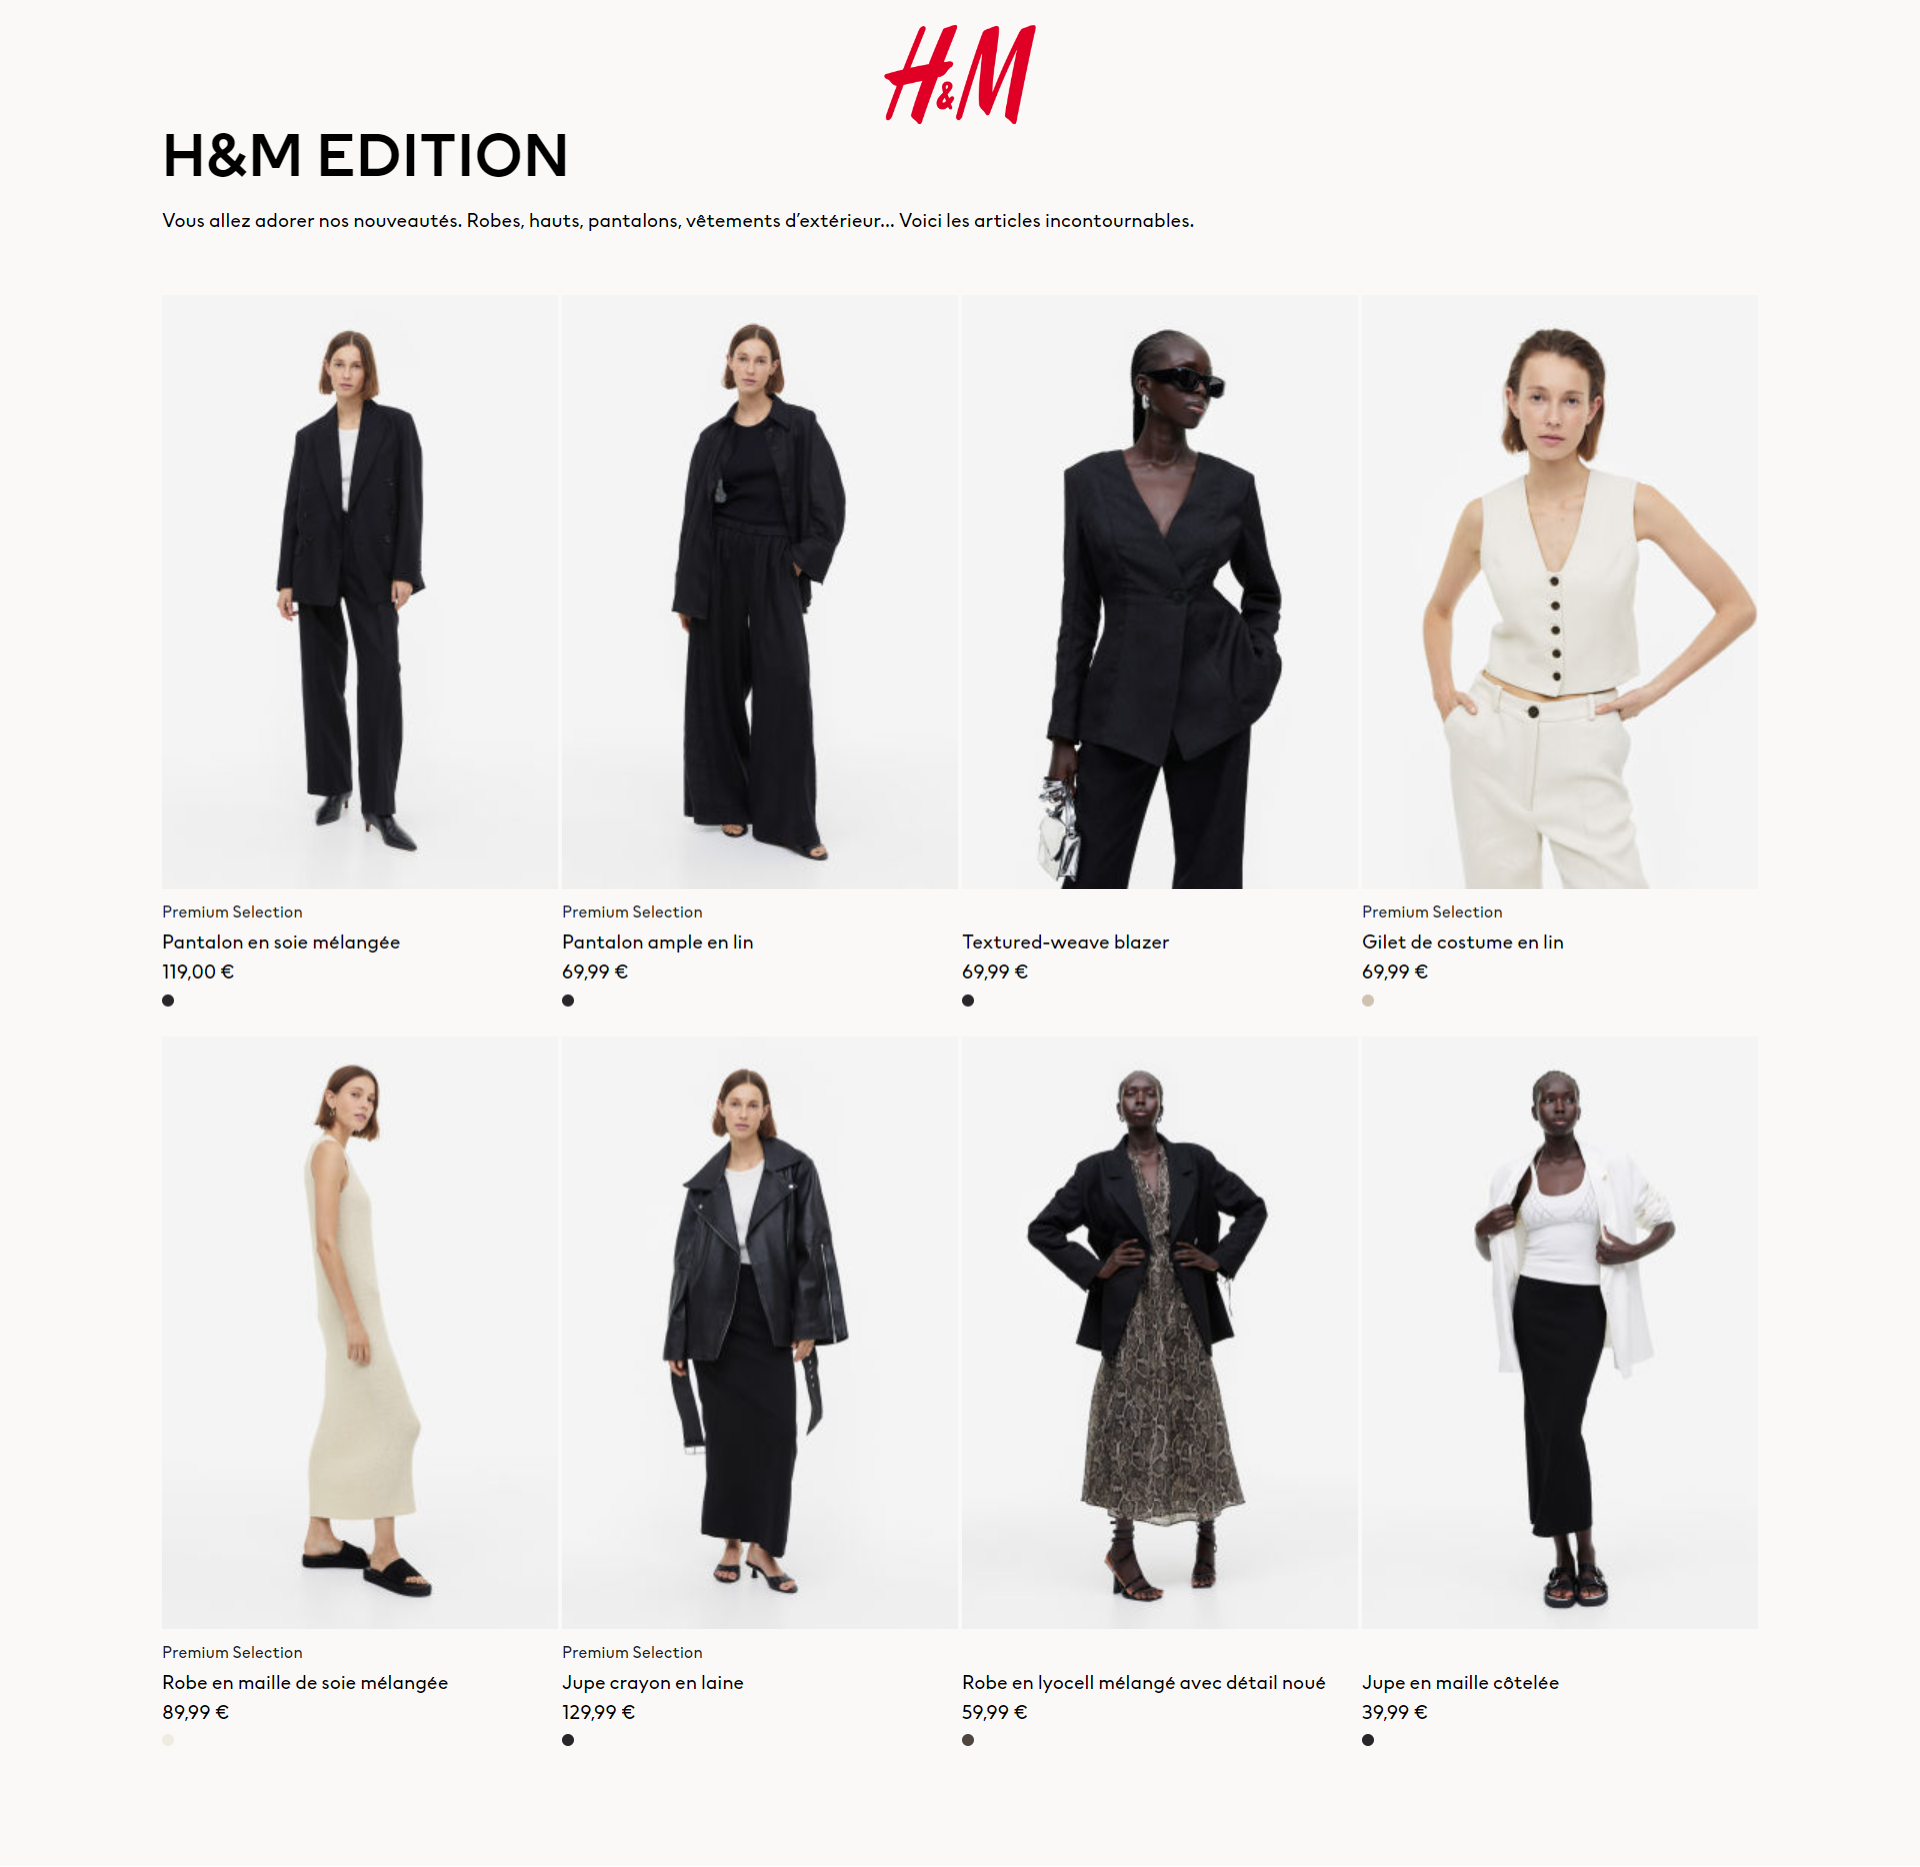 H&M
H&M EDITION
Vous allez adorer nos nouveautés. Robes, hauts, pantalons, vêtements d’extérieur... Voici les articles incontournables.
Premium Selection
Pantalon en soie mélangée
119,00 €
Premium Selection
Pantalon ample en lin
69,99 €
Textured-weave blazer
69,99 €
Premium Selection
Gilet de costume en lin
69,99 €
Premium Selection
Robe en maille de soie mélangée
89,99 €
Premium Selection
Jupe crayon en laine
129,99 €
Robe en lyocell mélangé avec détail noué
59,99 €
Jupe en maille côtelée
39,99 €